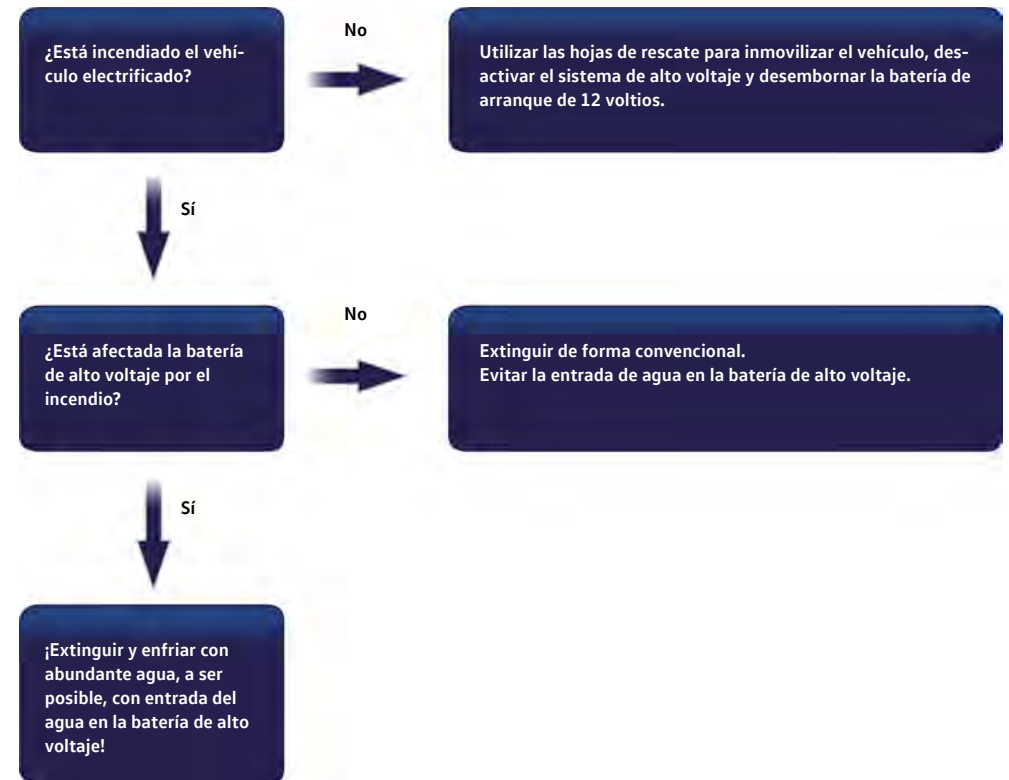 ¿Está incendiado el vehí-
culo electrificado?
No
Utilizar las hojas de rescate para inmovilizar el vehículo, des-
activar el sistema de alto voltaje y desembornar la batería de
arranque de 12 voltios.
Sí
¿Está afectada la batería
de alto voltaje por el
incendio?
No
Extinguir de forma convencional.
Evitar la entrada de agua en la batería de alto voltaje.
Sí
¡Extinguir y enfriar con
abundante agua, a ser
posible, con entrada del
agua en la batería de alto
voltaje!